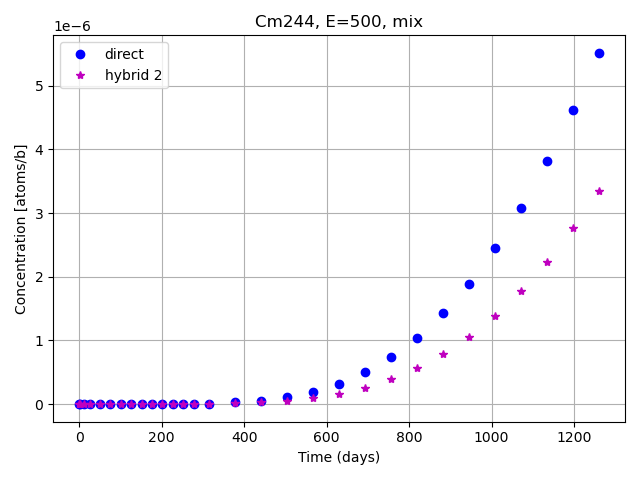 Cm244, E=500, mix
1e−6
direct
hybrid 2
5
4
3
2
1
0
Concentration [atoms/b]
0 200 400 600 800 1000 1200
Time (days)